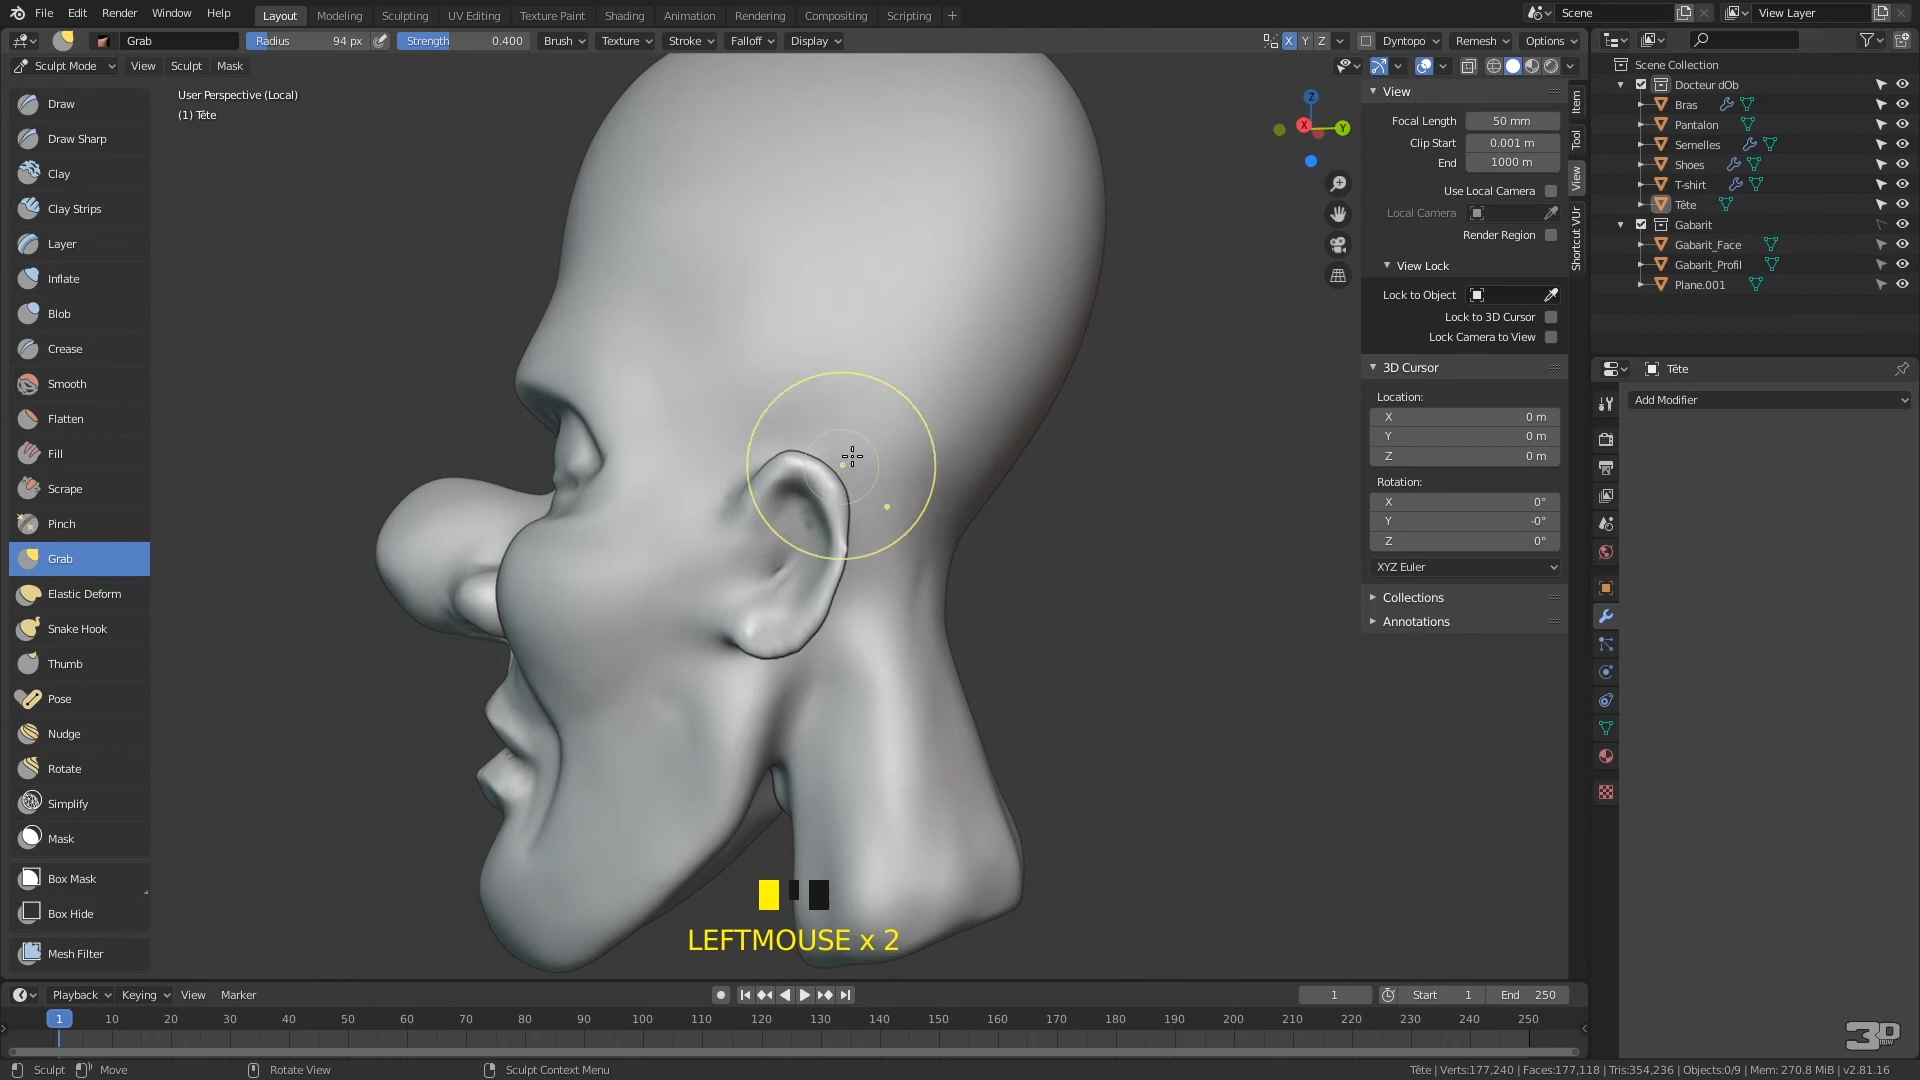 File Edit Render Window Help Layout Modeling Sculpting UV Editing Texture Paint Shading Animation Rendering Compositing Scripting + Scene View Layer
Grab Radius 94 px Strength 0.400 Brush Texture Stroke Falloff Display X Y Z Dyntopo Remesh Options
Sculpt Mode View Sculpt Mask
User Perspective (Local)
(1) Tête
Draw
Draw Sharp
Clay
Clay Strips
Layer
Inflate
Blob
Crease
Smooth
Flatten
Fill
Scrape
Pinch
Grab
Elastic Deform
Snake Hook
Thumb
Pose
Nudge
Rotate
Simplify
Mask
Box Mask
Box Hide
Mesh Filter
Z
X
Y
LEFTMOUSE x 2
View
Focal Length 50 mm
Clip Start 0.001 m
End 1000 m
Use Local Camera
Local Camera
Render Region
View Lock
Lock to Object
Lock to 3D Cursor
Lock Camera to View
3D Cursor
Location:
X 0 m
Y 0 m
Z 0 m
Rotation:
X 0°
Y -0°
Z 0°
XYZ Euler
Collections
Annotations
Item
Tool
View
Shortcut VUr
Scene Collection
Docteur dOb
Bras
Pantalon
Semelles
Shoes
T-shirt
Tête
Gabarit
Gabarit_Face
Gabarit_Profil
Plane.001
Tête
Add Modifier
Playback Keying View Marker 1 Start 1 End 250
1 10 20 30 40 50 60 70 80 90 100 110 120 130 140 150 160 170 180 190 200 210 220 230 240 250
3D now
Sculpt Move Rotate View Sculpt Context Menu Tête | Verts:177,240 | Faces:177,118 | Tris:354,236 | Objects:0/9 | Mem: 270.8 MiB | v2.81.16